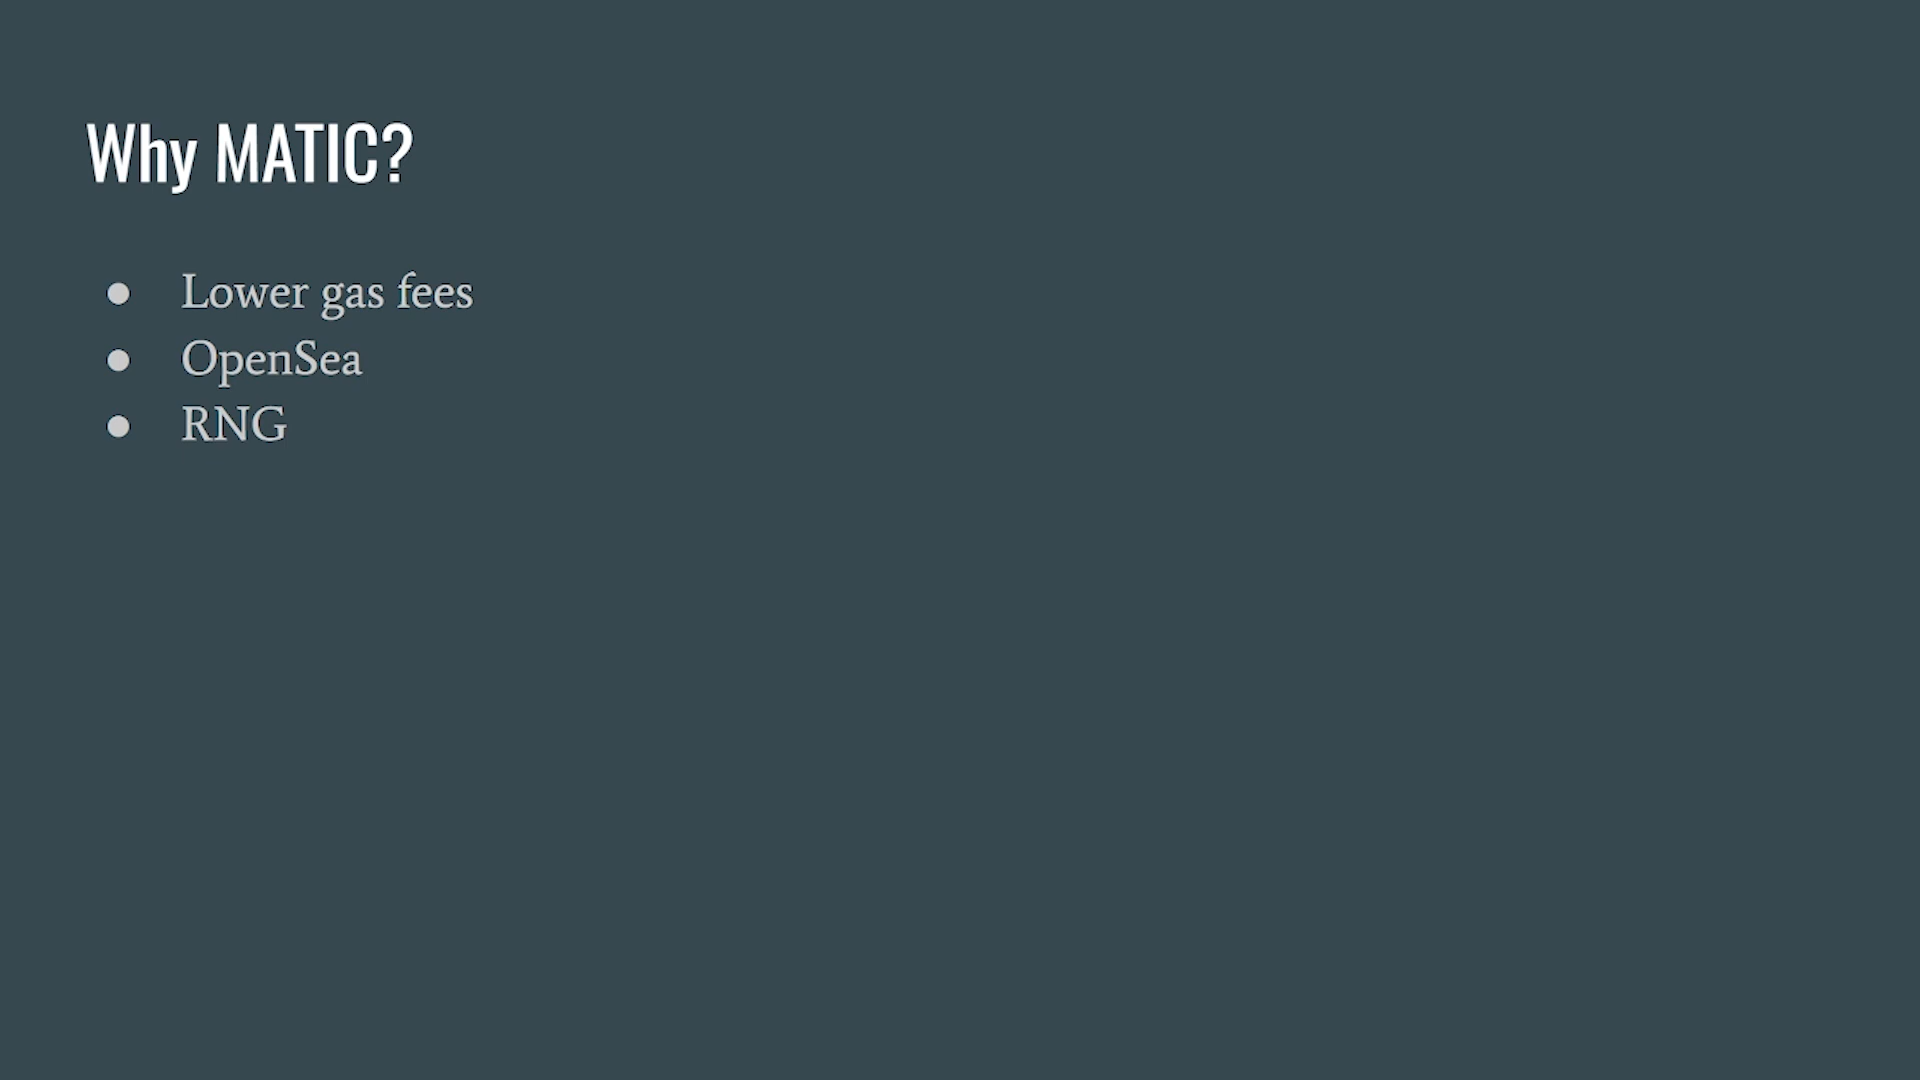 Why MATIC?
● Lower gas fees
● OpenSea
● RNG